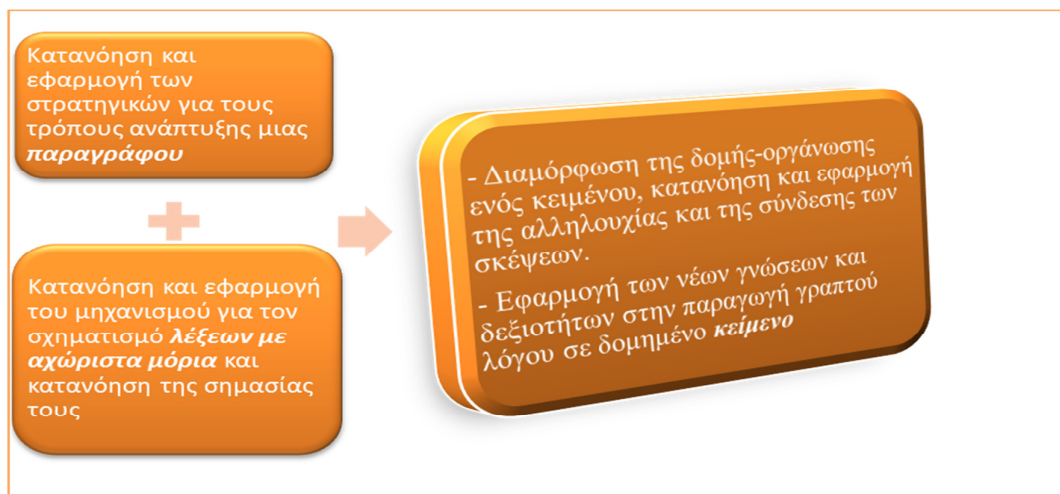 Κατανόηση και
εφαρμογή των
στρατηγικών για τους
τρόπους ανάπτυξης μιας
παραγράφου
Κατανόηση και εφαρμογή
του μηχανισμού για τον
σχηματισμό λέξεων με
αχώριστα μόρια και
κατανόηση της σημασίας
τους
- Διαμόρφωση της δομής-οργάνωσης
ενός κειμένου, κατανόηση και εφαρμογή
της αλληλουχίας και της σύνδεσης των
σκέψεων.
- Εφαρμογή των νέων γνώσεων και
δεξιοτήτων στην παραγωγή γραπτού
λόγου σε δομημένο κείμενο